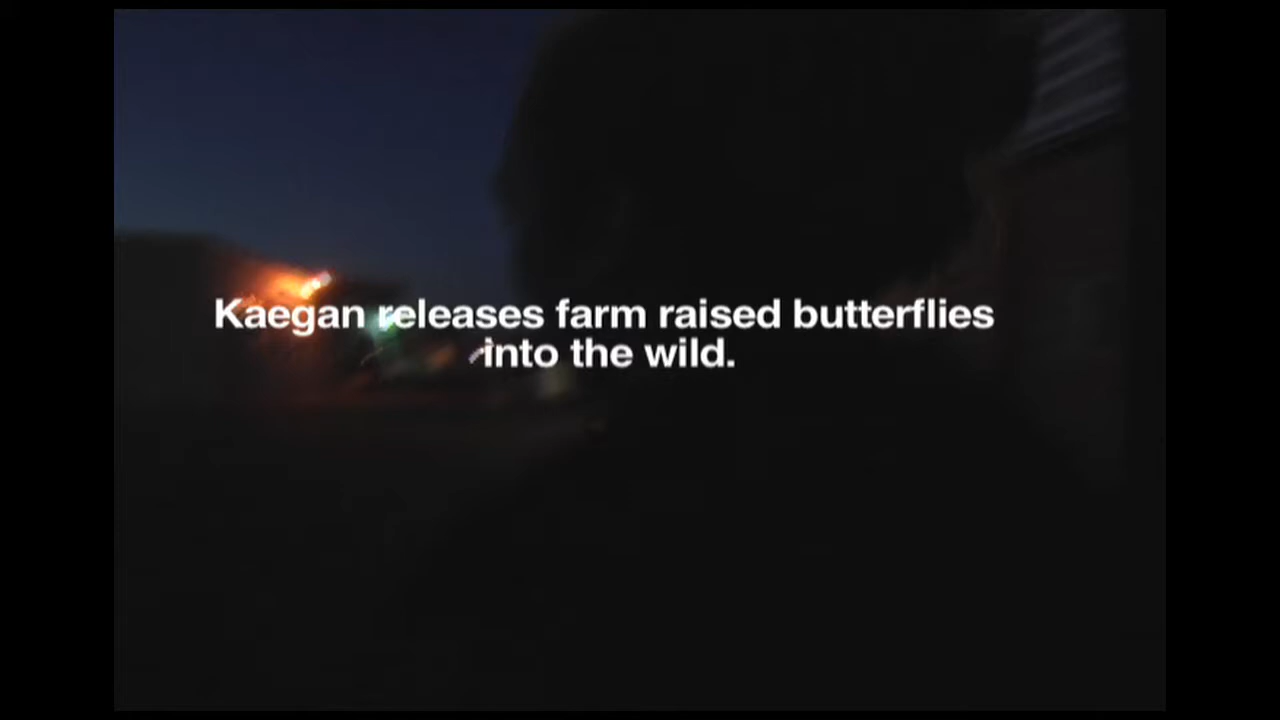 Kaegan releases farm raised butterflies
into the wild.